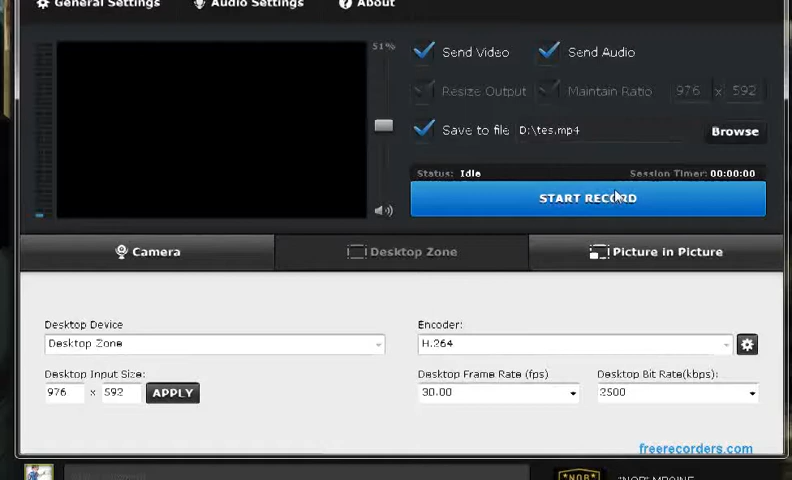 General Settings Audio Settings About
51%
Send Video Send Audio
Resize Output Maintain Ratio 976 x 592
Save to file D:\tes.mp4 Browse
Status: Idle Session Timer: 00:00:00
START RECORD
Camera Desktop Zone Picture in Picture
Desktop Device Encoder:
Desktop Zone H.264
Desktop Input Size: Desktop Frame Rate (fps) Desktop Bit Rate(kbps):
976 x 592 APPLY 30.00 2500
freerecorders.com